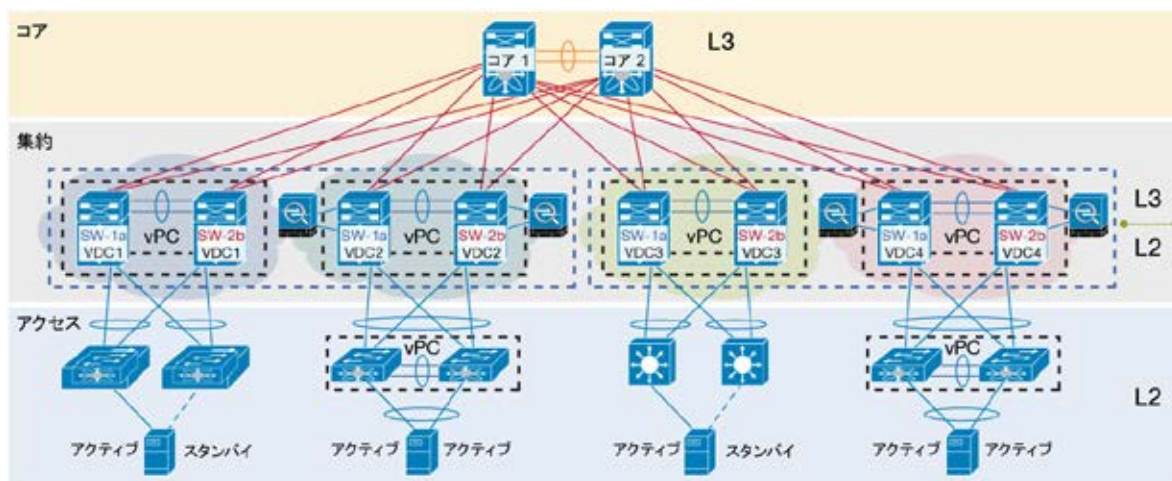 コア
コア 1
コア 2
L3
集約
SW-1a
VDC1
vPC
SW-2b
VDC1
SW-1a
VDC2
vPC
SW-2b
VDC2
SW-1a
VDC3
vPC
SW-2b
VDC3
SW-1a
VDC4
vPC
SW-2b
VDC4
L3
L2
アクセス
vPC
vPC
L2
アクティブ
スタンバイ
アクティブ
アクティブ
アクティブ
スタンバイ
アクティブ
アクティブ